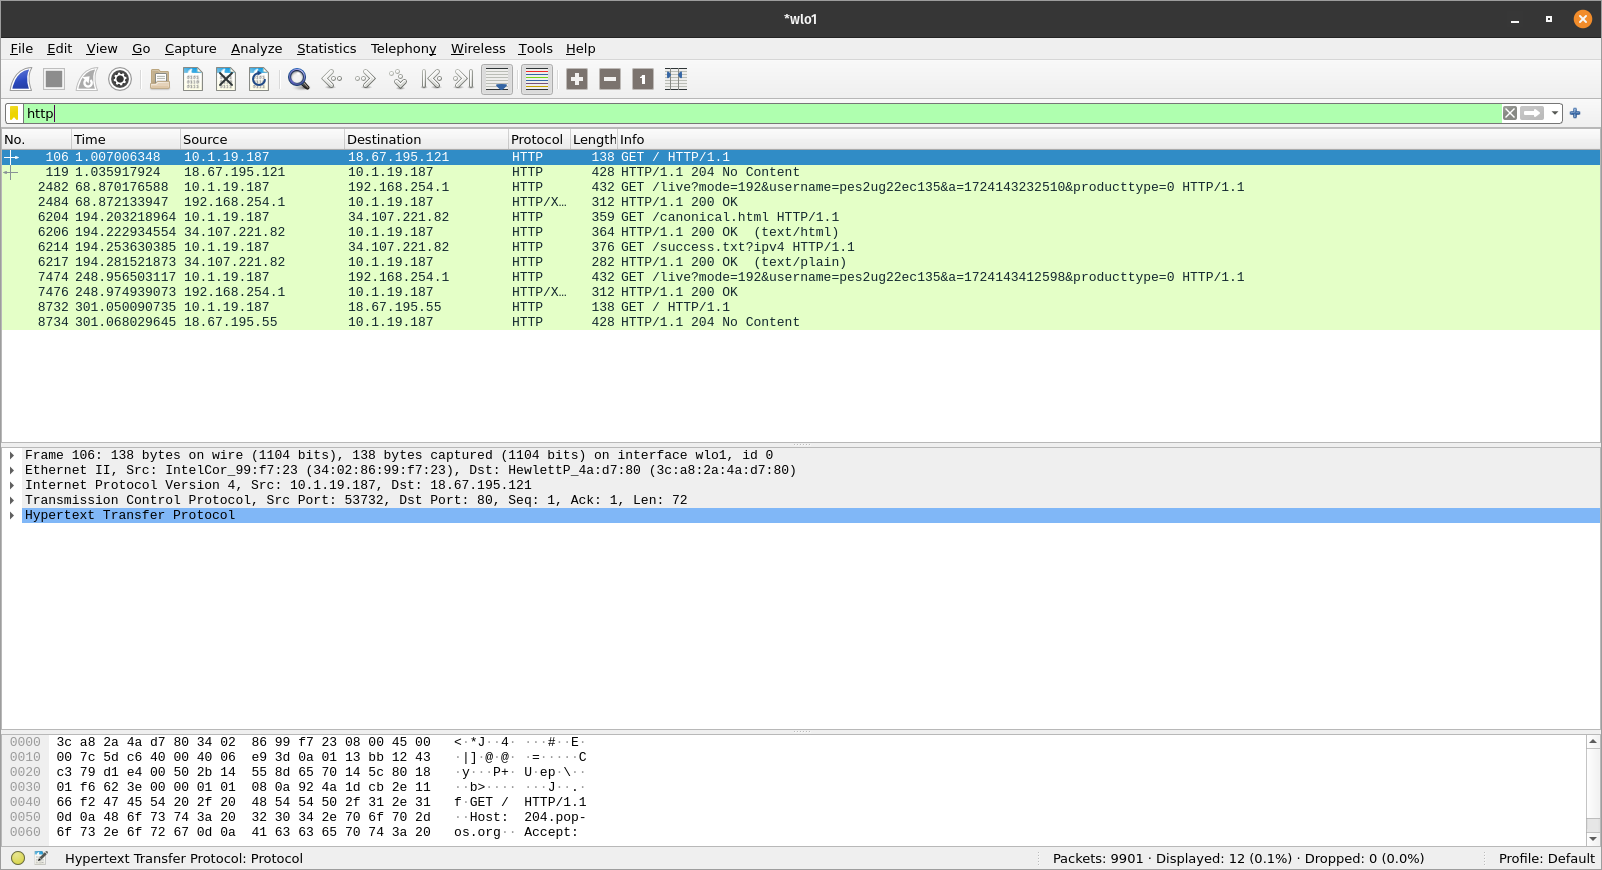 *wlo1
File Edit View Go Capture Analyze Statistics Telephony Wireless Tools Help
http
No. Time Source Destination Protocol Length Info
106 1.007006348 10.1.19.187 18.67.195.121 HTTP 138 GET / HTTP/1.1
119 1.035917924 18.67.195.121 10.1.19.187 HTTP 428 HTTP/1.1 204 No Content
2482 68.870176588 10.1.19.187 192.168.254.1 HTTP 432 GET /live?mode=192&username=pes2ug22ec135&a=1724143232510&producttype=0 HTTP/1.1
2484 68.872133947 192.168.254.1 10.1.19.187 HTTP/X… 312 HTTP/1.1 200 OK
6204 194.203218964 10.1.19.187 34.107.221.82 HTTP 359 GET /canonical.html HTTP/1.1
6206 194.222934554 34.107.221.82 10.1.19.187 HTTP 364 HTTP/1.1 200 OK  (text/html)
6214 194.253630385 10.1.19.187 34.107.221.82 HTTP 376 GET /success.txt?ipv4 HTTP/1.1
6217 194.281521873 34.107.221.82 10.1.19.187 HTTP 282 HTTP/1.1 200 OK  (text/plain)
7474 248.956503117 10.1.19.187 192.168.254.1 HTTP 432 GET /live?mode=192&username=pes2ug22ec135&a=1724143412598&producttype=0 HTTP/1.1
7476 248.974939073 192.168.254.1 10.1.19.187 HTTP/X… 312 HTTP/1.1 200 OK
8732 301.050090735 10.1.19.187 18.67.195.55 HTTP 138 GET / HTTP/1.1
8734 301.068029645 18.67.195.55 10.1.19.187 HTTP 428 HTTP/1.1 204 No Content
Frame 106: 138 bytes on wire (1104 bits), 138 bytes captured (1104 bits) on interface wlo1, id 0
Ethernet II, Src: IntelCor_99:f7:23 (34:02:86:99:f7:23), Dst: HewlettP_4a:d7:80 (3c:a8:2a:4a:d7:80)
Internet Protocol Version 4, Src: 10.1.19.187, Dst: 18.67.195.121
Transmission Control Protocol, Src Port: 53732, Dst Port: 80, Seq: 1, Ack: 1, Len: 72
Hypertext Transfer Protocol
0000 3c a8 2a 4a d7 80 34 02 86 99 f7 23 08 00 45 00 <·*J··4· ···#··E·
0010 00 7c 5d c6 40 00 40 06 e9 3d 0a 01 13 bb 12 43 ·|]·@·@· ·=·····C
0020 c3 79 d1 e4 00 50 2b 14 55 8d 65 70 14 5c 80 18 ·y···P+· U·ep·\··
0030 01 f6 62 3e 00 00 01 01 08 0a 92 4a 1d cb 2e 11 ··b>···· ···J··.·
0040 66 f2 47 45 54 20 2f 20 48 54 54 50 2f 31 2e 31 f·GET / HTTP/1.1
0050 0d 0a 48 6f 73 74 3a 20 32 30 34 2e 70 6f 70 2d ··Host: 204.pop-
0060 6f 73 2e 6f 72 67 0d 0a 41 63 63 65 70 74 3a 20 os.org·· Accept:
Hypertext Transfer Protocol: Protocol Packets: 9901 · Displayed: 12 (0.1%) · Dropped: 0 (0.0%) Profile: Default